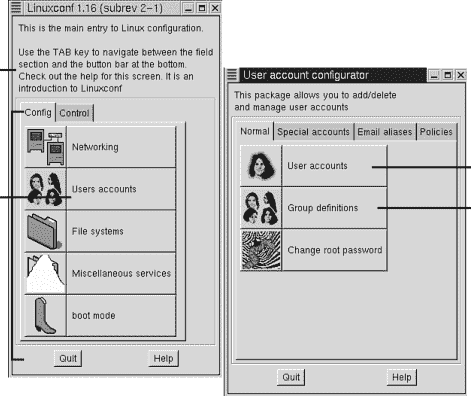 Linuxconf 1.16 (subrev 2-1)
This is the main entry to Linux configuration.
Use the TAB key to navigate between the field
section and the button bar at the bottom.
Check out the help for this screen. It is an
introduction to Linuxconf
Config Control
Networking
Users accounts
File systems
Miscellaneous services
boot mode
Quit Help
User account configurator
This package allows you to add/delete
and manage user accounts
Normal Special accounts Email aliases Policies
User accounts
Group definitions
Change root password
Quit Help